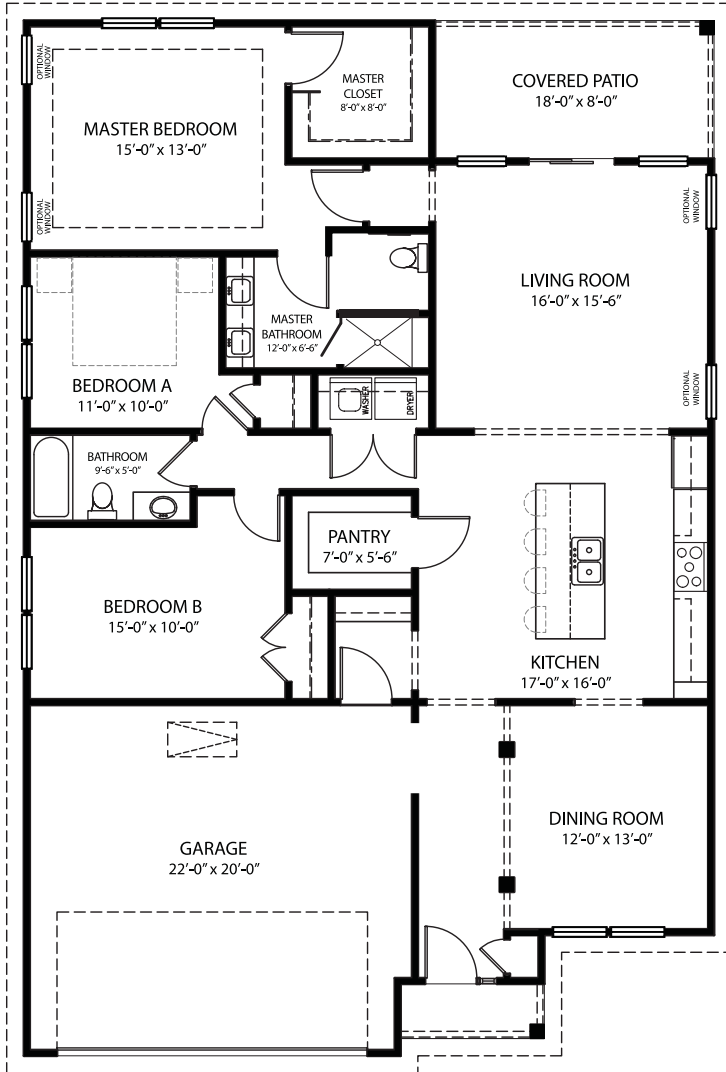 OPTIONAL
WINDOW
MASTER
CLOSET
8'-0" x 8'-0"
COVERED PATIO
18'-0" x 8'-0"
MASTER BEDROOM
15'-0" x 13'-0"
OPTIONAL
WINDOW
OPTIONAL
WINDOW
LIVING ROOM
16'-0" x 15'-6"
MASTER
BATHROOM
12'-0" x 6'-6"
BEDROOM A
11'-0" x 10'-0"
WASHER
DRYER
OPTIONAL
WINDOW
BATHROOM
9'-6" x 5'-0"
PANTRY
7'-0" x 5'-6"
BEDROOM B
15'-0" x 10'-0"
KITCHEN
17'-0" x 16'-0"
DINING ROOM
12'-0" x 13'-0"
GARAGE
22'-0" x 20'-0"